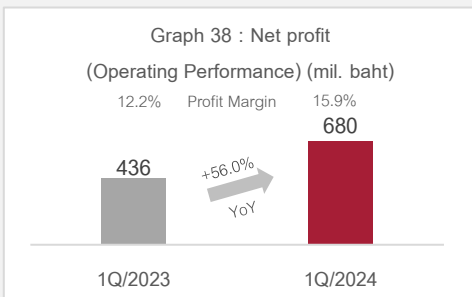 Graph 38 : Net profit
(Operating Performance) (mil. baht)
12.2% Profit Margin 15.9%
680
436
+56.0%
YoY
1Q/2023 1Q/2024